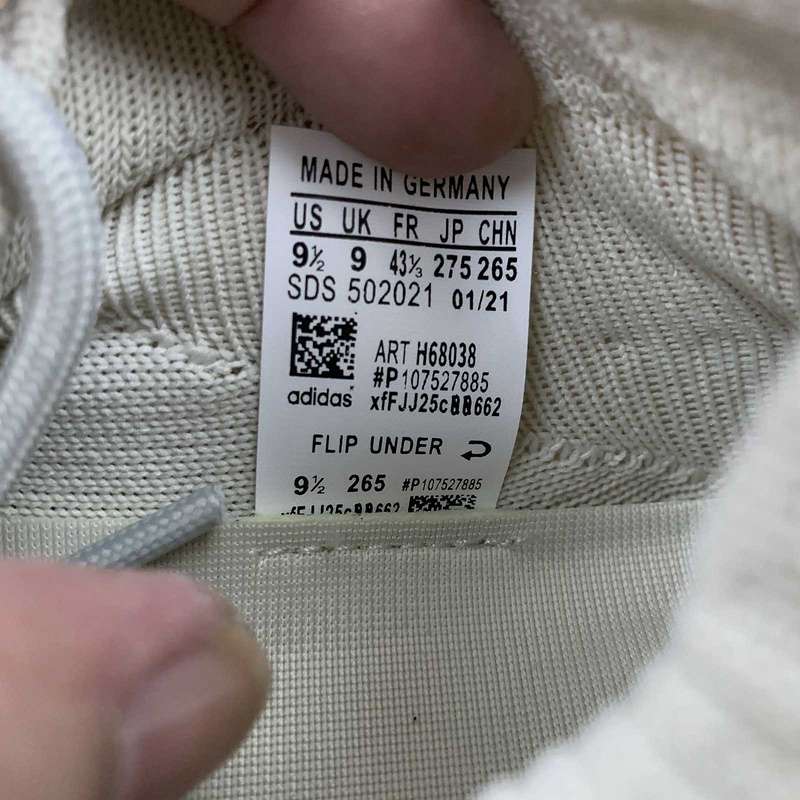 MADE IN GERMANY
US UK FR JP CHN
9½ 9 43⅓ 275 265
SDS 502021 01/21
ART H68038
#P107527885
adidas
FLIP UNDER
9½ 265 #P107527885